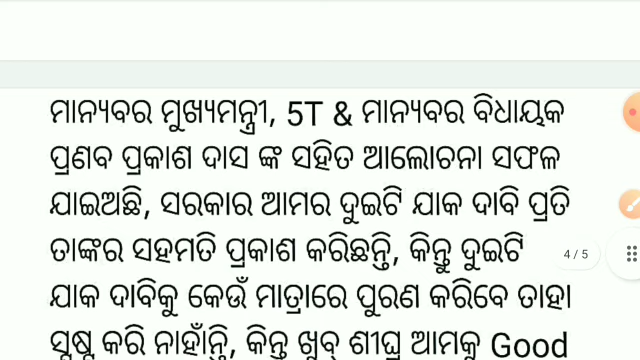 ମାନ୍ୟବର ମୁଖ୍ୟମନ୍ତ୍ରୀ, 5T & ମାନ୍ୟବର ବିଧାୟକ
ପ୍ରଣବ ପ୍ରକାଶ ଦାସ ଙ୍କ ସହିତ ଆଲୋଚନା ସଫଳ
ଯାଇଅଛି, ସରକାର ଆମର ଦୁଇଟି ଯାକ ଦାବି ପ୍ରତି
ତାଙ୍କର ସହମତି ପ୍ରକାଶ କରିଛନ୍ତି, କିନ୍ତୁ ଦୁଇଟି
4 / 5
ଯାକ ଦାବିକୁ କେଉଁ ମାତ୍ରାରେ ପୁରଣ କରିବେ ତାହା
ସ୍ପଷ୍ଟ କରି ନାହାଁନ୍ତି, କିନ୍ତୁ ଖୁବ୍ ଶୀଘ୍ର ଆମକୁ Good